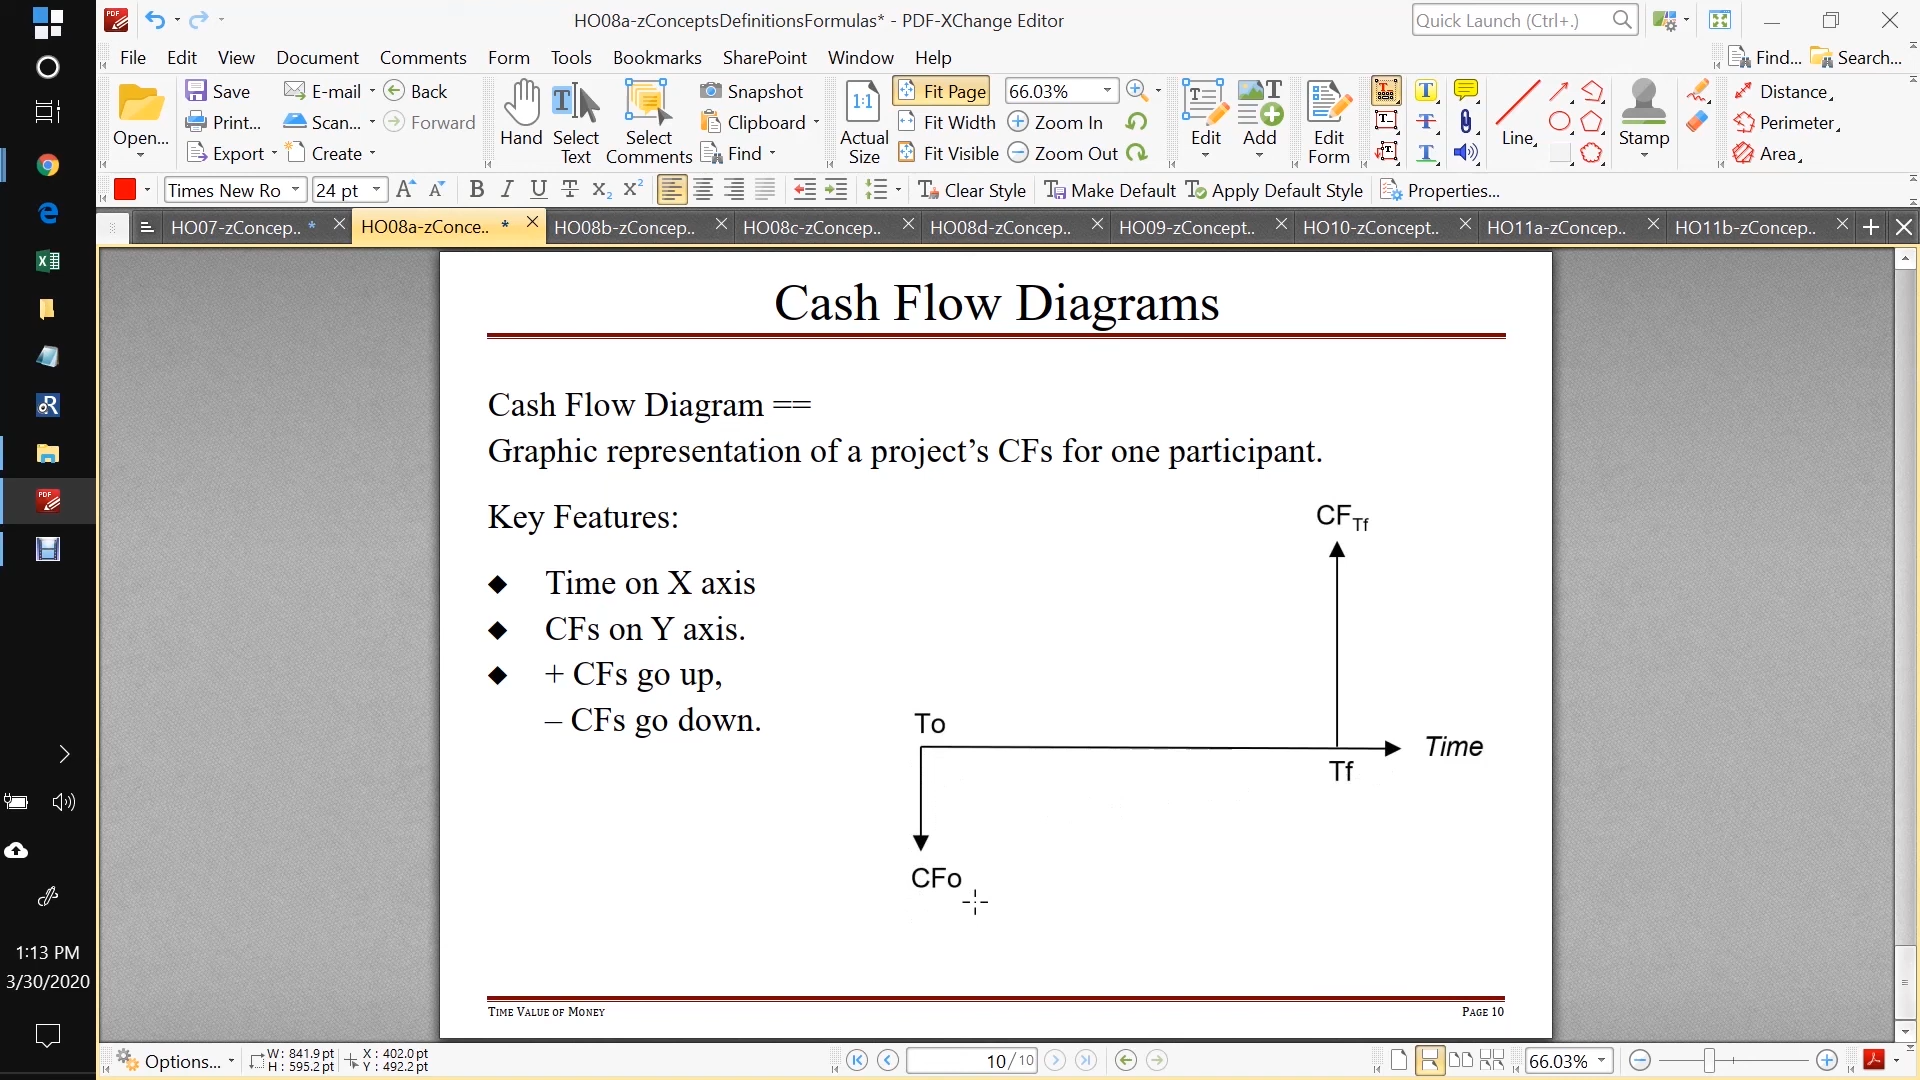 HO08a-zConceptsDefinitionsFormulas* - PDF-XChange Editor
Quick Launch (Ctrl+.)
File Edit View Document Comments Form Tools Bookmarks SharePoint Window Help
Find... Search...
Open...
Save
Print...
Export
E-mail
Scan...
Create
Back
Forward
Hand
Select Text
Select Comments
Snapshot
Clipboard
Find
1:1
Actual Size
Fit Page
Fit Width
Fit Visible
66.03%
Zoom In
Zoom Out
Edit
Add
Edit Form
Line
Stamp
Distance
Perimeter
Area
Times New Ro 24 pt
Clear Style Make Default Apply Default Style Properties...
HO07-zConcep.. * HO08a-zConce.. * HO08b-zConcep.. HO08c-zConcep.. HO08d-zConcep.. HO09-zConcept.. HO10-zConcept.. HO11a-zConcep.. HO11b-zConcep..
Cash Flow Diagrams
Cash Flow Diagram ==
Graphic representation of a project’s CFs for one participant.
Key Features:
◆ Time on X axis
◆ CFs on Y axis.
◆ + CFs go up,
– CFs go down.
CF Tf
To
Time
Tf
CFo
TIME VALUE OF MONEY
PAGE 10
1:13 PM
3/30/2020
Options...
W: 841.9 pt
H: 595.2 pt
X: 402.0 pt
Y: 492.2 pt
10 / 10
66.03%